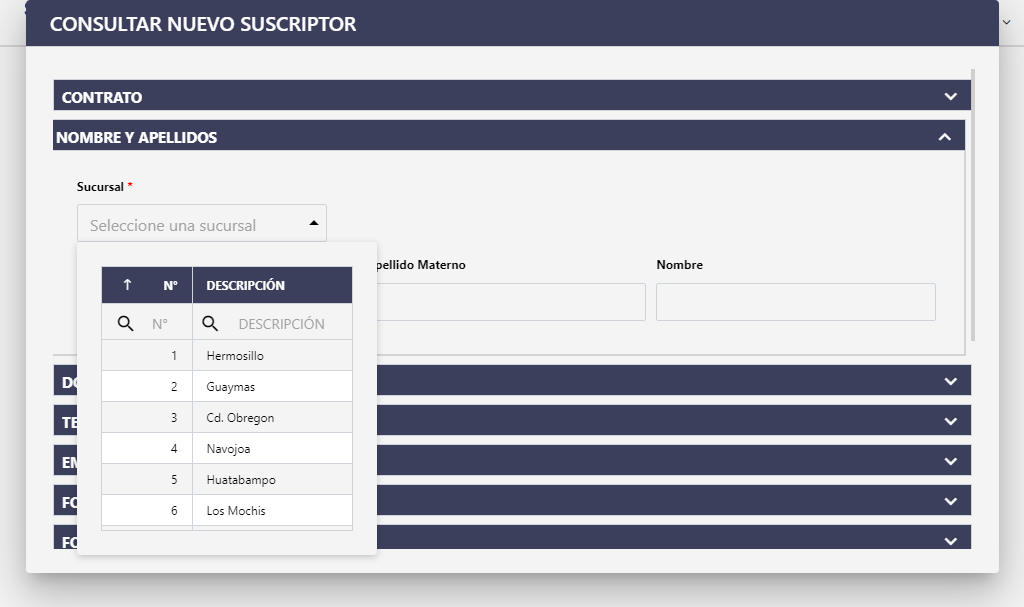 CONSULTAR NUEVO SUSCRIPTOR
CONTRATO
NOMBRE Y APELLIDOS
Sucursal *
Seleccione una sucursal
pellido Materno
Nombre
N° DESCRIPCIÓN
N° DESCRIPCIÓN
1 Hermosillo
2 Guaymas
3 Cd. Obregon
4 Navojoa
5 Huatabampo
6 Los Mochis
DO
TE
EM
FO
FO